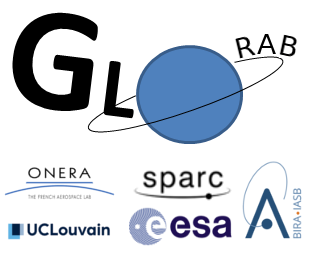 GL RAB
ONERA
THE FRENCH AEROSPACE LAB
sparc
UCLouvain
esa
BIRA•IASB